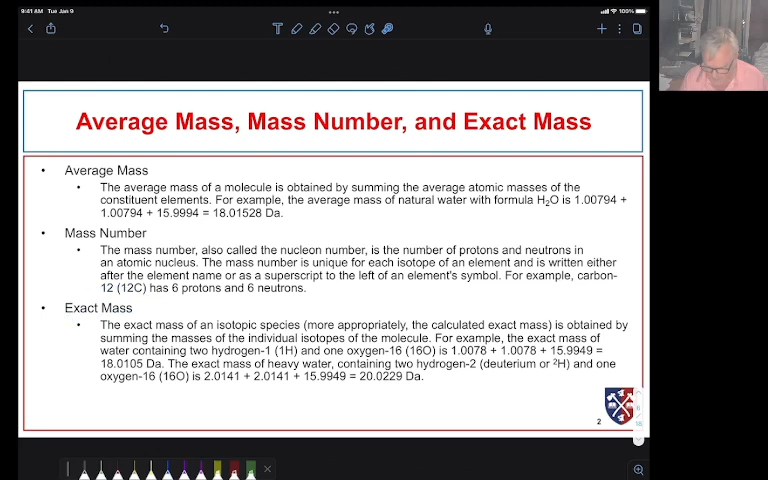 9:41 AM Tue Jan 9
100%
Average Mass, Mass Number, and Exact Mass
• Average Mass
• The average mass of a molecule is obtained by summing the average atomic masses of the
constituent elements. For example, the average mass of natural water with formula H₂O is 1.00794 +
1.00794 + 15.9994 = 18.01528 Da.
• Mass Number
• The mass number, also called the nucleon number, is the number of protons and neutrons in
an atomic nucleus. The mass number is unique for each isotope of an element and is written either
after the element name or as a superscript to the left of an element's symbol. For example, carbon-
12 (12C) has 6 protons and 6 neutrons.
• Exact Mass
• The exact mass of an isotopic species (more appropriately, the calculated exact mass) is obtained by
summing the masses of the individual isotopes of the molecule. For example, the exact mass of
water containing two hydrogen-1 (1H) and one oxygen-16 (16O) is 1.0078 + 1.0078 + 15.9949 =
18.0105 Da. The exact mass of heavy water, containing two hydrogen-2 (deuterium or ²H) and one
oxygen-16 (16O) is 2.0141 + 2.0141 + 15.9949 = 20.0229 Da.
2